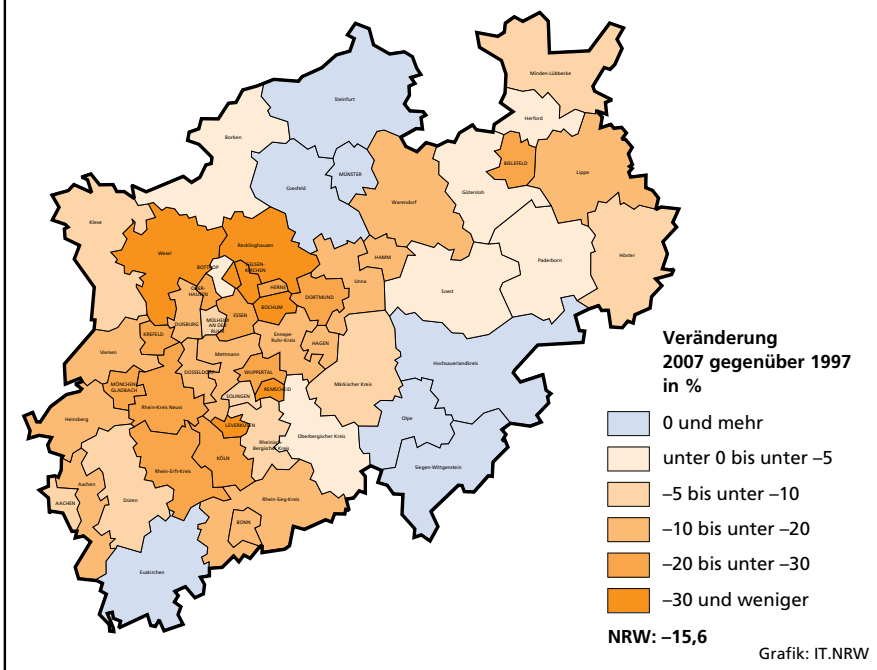 Minden-Lübbecke
Steinfurt
Herford
Borken
BIELEFELD
Lippe
MÜNSTER
Coesfeld
Gütersloh
Warendorf
Kleve
Recklinghausen
Wesel
HAMM
Paderborn
Höxter
BOTTROP
GELSEN-
KIRCHEN
Unna
Soest
OBER-
HAUSEN
HERNE
DORTMUND
BOCHUM
ESSEN
DUISBURG
MÜLHEIM
AN DER
RUHR
KREFELD
Ennepe-
Ruhr-Kreis
HAGEN
Viersen
Mettmann
Hochsauerlandkreis
DÜSSELDORF
WUPPERTAL
MÖNCHEN-
GLADBACH
REMSCHEID
Märkischer Kreis
SOLINGEN
Rhein-Kreis Neuss
Heinsberg
Olpe
LEVERKUSEN
Oberbergischer Kreis
Rheinisch-
Bergischer Kreis
KÖLN
Siegen-Wittgenstein
Rhein-Erft-Kreis
Aachen
AACHEN
Düren
Rhein-Sieg-Kreis
BONN
Euskirchen
Veränderung
2007 gegenüber 1997
in %
0 und mehr
unter 0 bis unter –5
–5 bis unter –10
–10 bis unter –20
–20 bis unter –30
–30 und weniger
NRW: –15,6
Grafik: IT.NRW